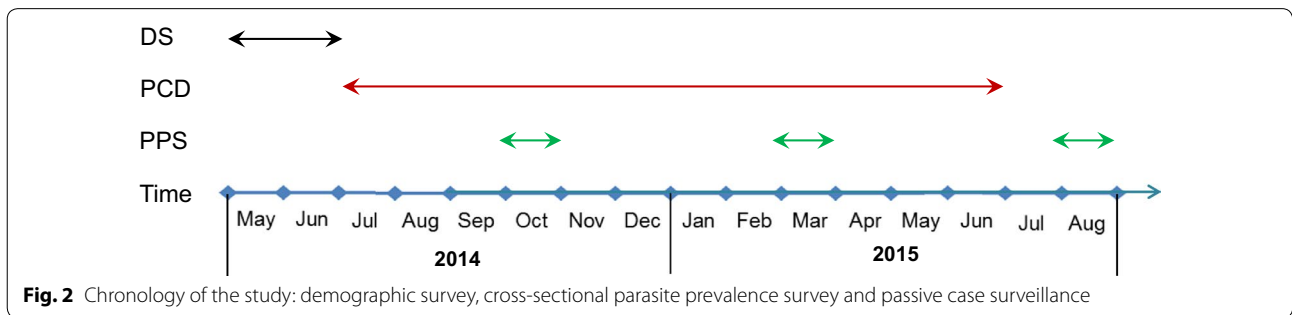 DS
PCD
PPS
Time
May Jun Jul Aug Sep Oct Nov Dec Jan Feb Mar Apr May Jun Jul Aug
2014 2015
Fig. 2 Chronology of the study: demographic survey, cross-sectional parasite prevalence survey and passive case surveillance